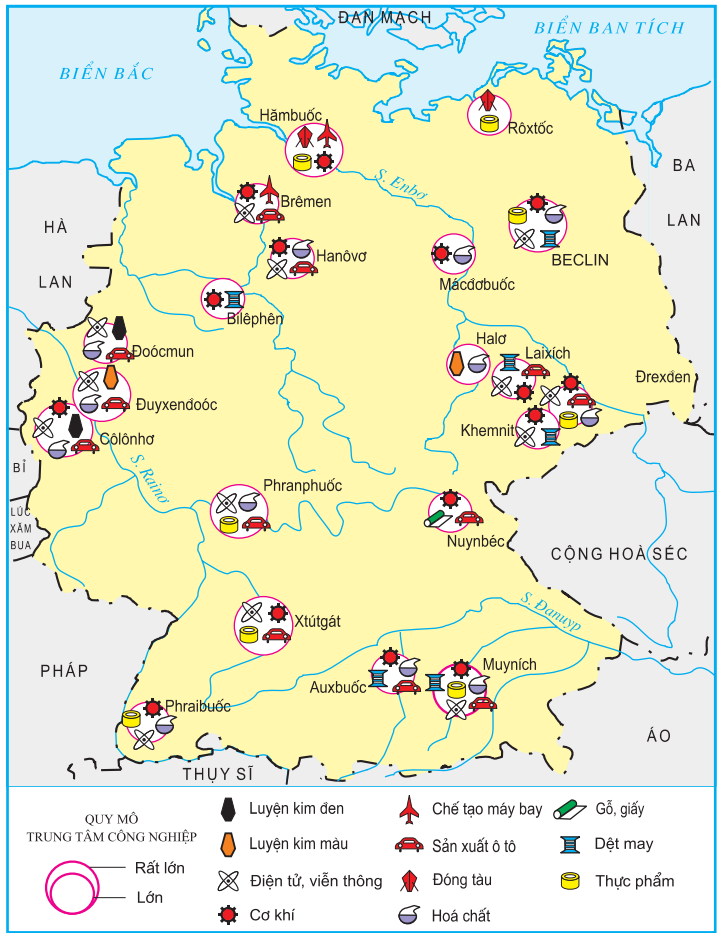 ĐAN MẠCH
BIỂN BAN TÍCH
BIỂN BẮC
Hămbuốc
Rôxtốc
BA
LAN
S. Enbơ
Brêmen
HÀ
LAN
Hanôvơ
BECLIN
Mácđơbuốc
Bilêphên
Halơ
Laixích
Đoócmun
Đrexđen
Đuyxenđoóc
Khemnit
Côlônhơ
BỈ
S. Rainơ
Phranphuốc
LÚC
XĂM
BUA
Nuynbéc
CỘNG HOÀ SÉC
S. Đanuyp
Xtútgát
PHÁP
Muyních
Auxbuốc
Phraibuốc
ÁO
THỤY SĨ
QUY MÔ
TRUNG TÂM CÔNG NGHIỆP
Rất lớn
Lớn
Luyện kim đen
Luyện kim màu
Điện tử, viễn thông
Cơ khí
Chế tạo máy bay
Sản xuất ô tô
Đóng tàu
Hoá chất
Gỗ, giấy
Dệt may
Thực phẩm